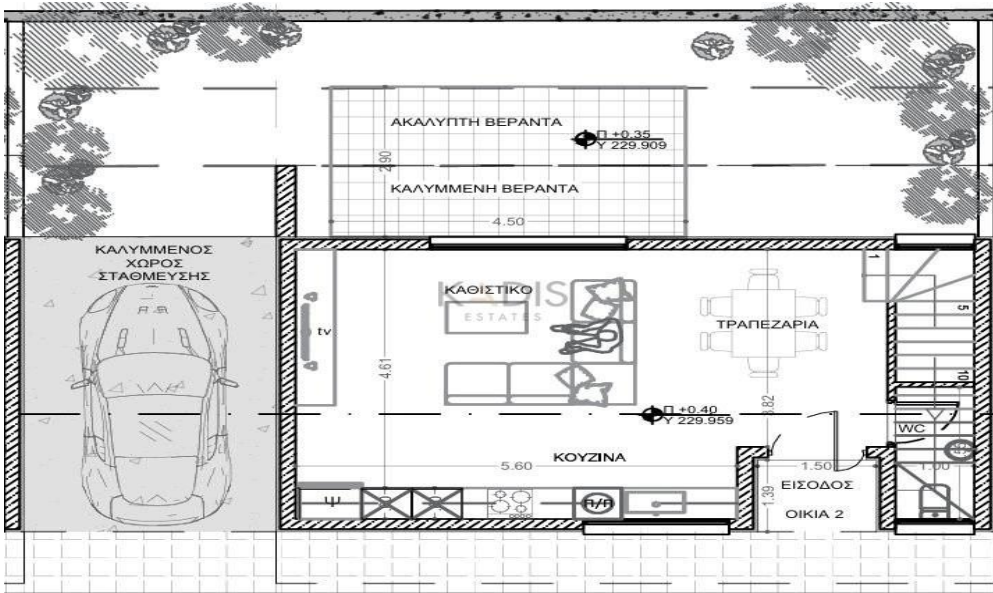 ΑΚΑΛΥΠΤΗ ΒΕΡΑΝΤΑ
Π +0.35
Υ 229.909
2.90
ΚΑΛΥΜΜΕΝΗ ΒΕΡΑΝΤΑ
4.50
ΚΑΛΥΜΜΕΝΟΣ
ΧΩΡΟΣ
ΣΤΑΘΜΕΥΣΗΣ
1
ΚΑΘΙΣΤΙΚΟ
KADIS
ESTATES
tv
ΤΡΑΠΕΖΑΡΙΑ
5
4.61
10
3.82
Π +0.40
Υ 229.959
WC
ΚΟΥΖΙΝΑ
5.60
1.50
1.00
ΕΙΣΟΔΟΣ
1.39
Ψ
Π/Π
ΟΙΚΙΑ 2